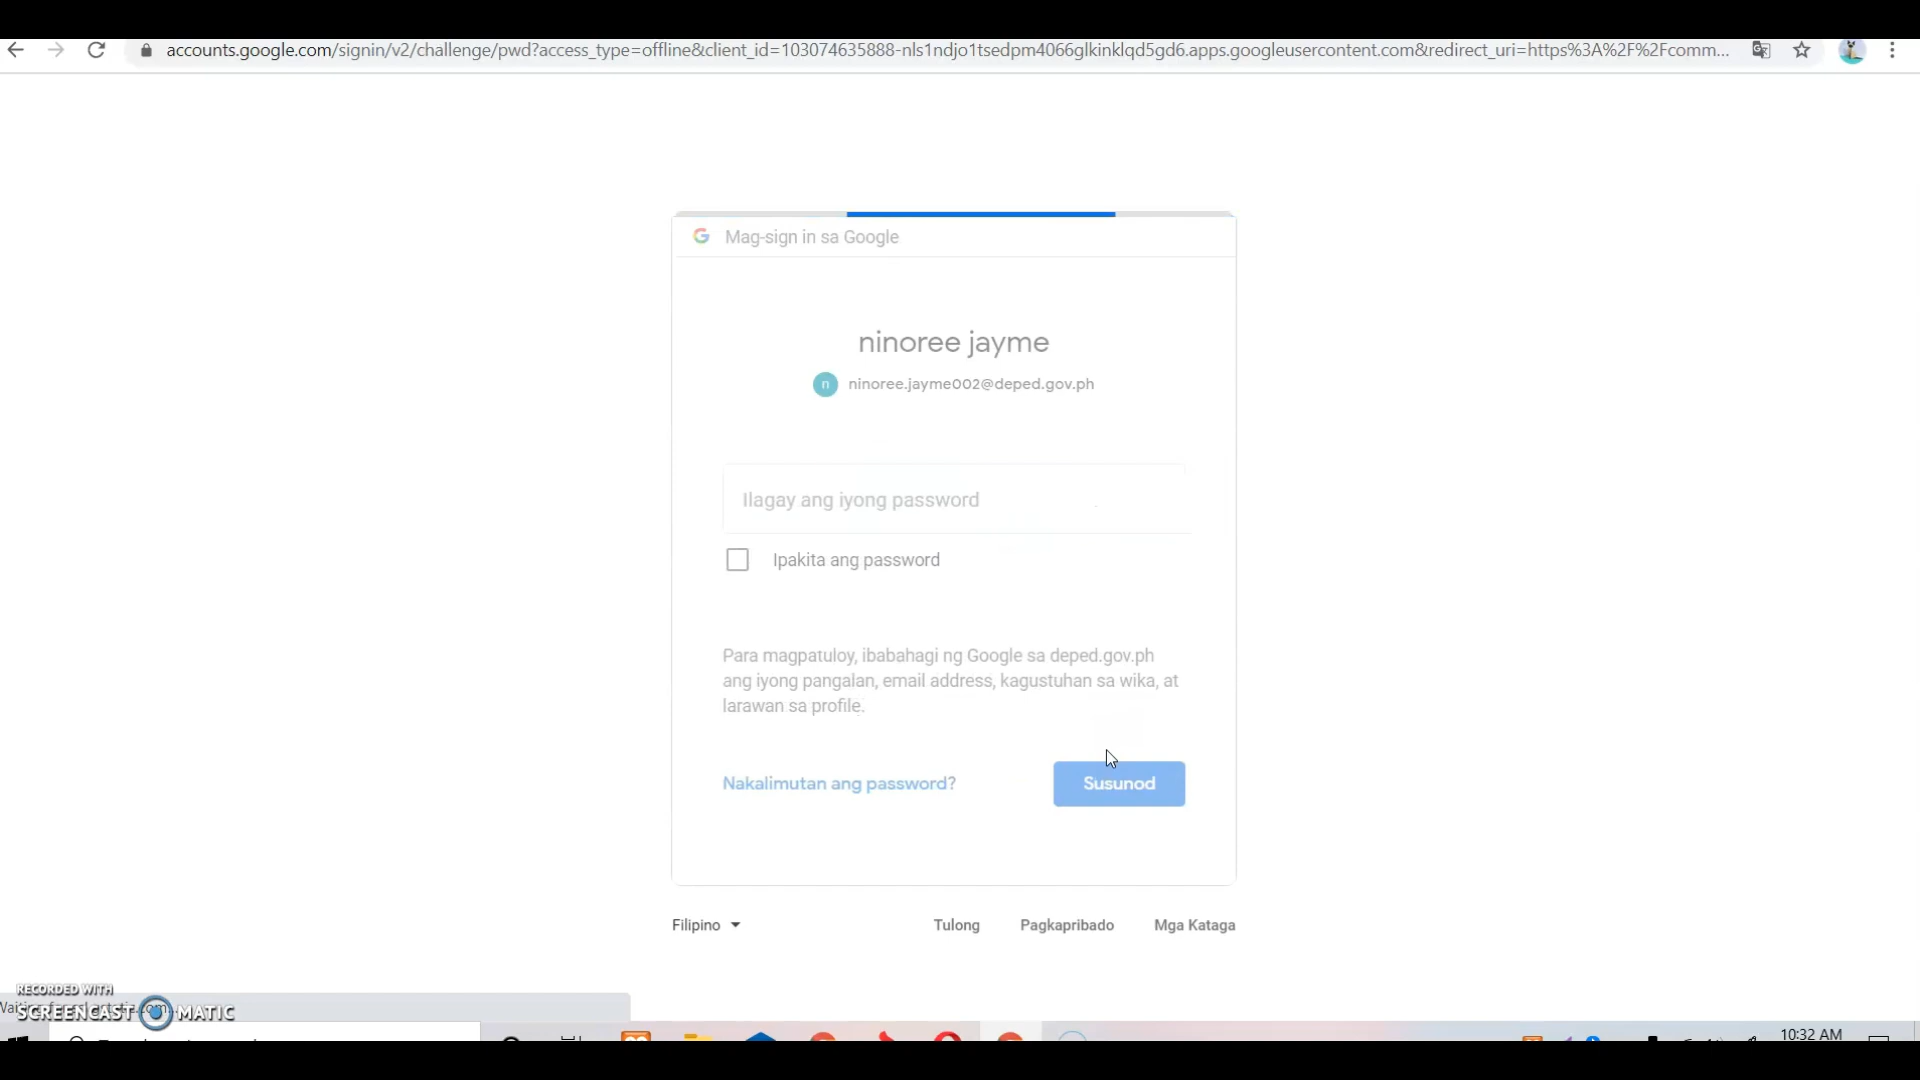 accounts.google.com/signin/v2/challenge/pwd?access_type=offline&client_id=103074635888-nls1ndjo1tsedpm4066glkinklqd5gd6.apps.googleusercontent.com&redirect_uri=https%3A%2F%2Fcomm...
Mag-sign in sa Google
ninoree jayme
n ninoree.jayme002@deped.gov.ph
Ilagay ang iyong password
Ipakita ang password
Para magpatuloy, ibabahagi ng Google sa deped.gov.ph
ang iyong pangalan, email address, kagustuhan sa wika, at
larawan sa profile.
Nakalimutan ang password?
Susunod
Filipino
Tulong
Pagkapribado
Mga Kataga
RECORDED WITH
SCREENCAST MATIC
10:32 AM